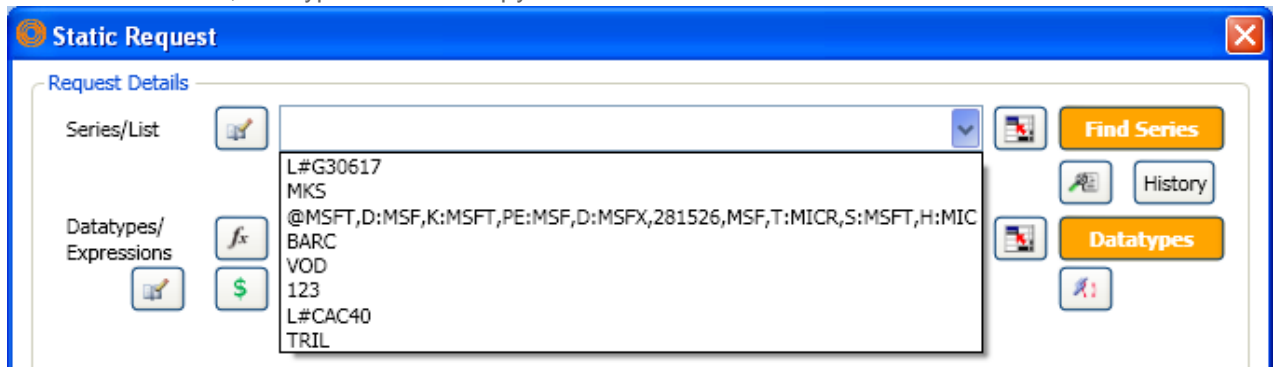 Static Request
Request Details
Series/List
Find Series
L#G30617
MKS
@MSFT,D:MSF,K:MSFT,PE:MSF,D:MSFX,281526,MSF,T:MICR,S:MSFT,H:MIC
BARC
VOD
123
L#CAC40
TRIL
History
Datatypes/
Expressions
fx
Datatypes
$